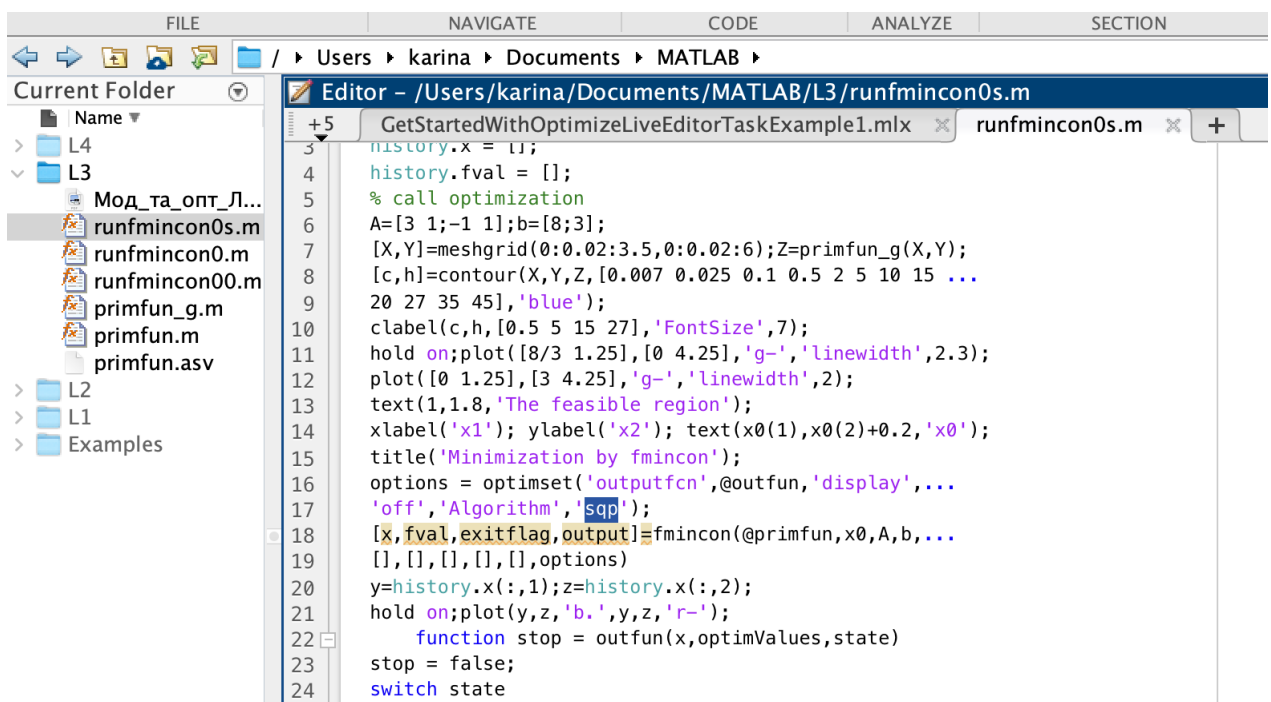 FILE NAVIGATE CODE ANALYZE SECTION
/ ▸ Users ▸ karina ▸ Documents ▸ MATLAB ▸
Current Folder
Name ▼
L4
L3
Мод_та_опт_Л...
runfmincon0s.m
runfmincon0.m
runfmincon00.m
primfun_g.m
primfun.m
primfun.asv
L2
L1
Examples
Editor – /Users/karina/Documents/MATLAB/L3/runfmincon0s.m
+5 GetStartedWithOptimizeLiveEditorTaskExample1.mlx runfmincon0s.m +
3 history.x = [];
4 history.fval = [];
5 % call optimization
6 A=[3 1;-1 1];b=[8;3];
7 [X,Y]=meshgrid(0:0.02:3.5,0:0.02:6);Z=primfun_g(X,Y);
8 [c,h]=contour(X,Y,Z,[0.007 0.025 0.1 0.5 2 5 10 15 ...
9 20 27 35 45],'blue');
10 clabel(c,h,[0.5 5 15 27],'FontSize',7);
11 hold on;plot([8/3 1.25],[0 4.25],'g-','linewidth',2.3);
12 plot([0 1.25],[3 4.25],'g-','linewidth',2);
13 text(1,1.8,'The feasible region');
14 xlabel('x1'); ylabel('x2'); text(x0(1),x0(2)+0.2,'x0');
15 title('Minimization by fmincon');
16 options = optimset('outputfcn',@outfun,'display',...
17 'off','Algorithm','sqp');
18 [x,fval,exitflag,output]=fmincon(@primfun,x0,A,b,...
19 [],[],[],[],[],options)
20 y=history.x(:,1);z=history.x(:,2);
21 hold on;plot(y,z,'b.',y,z,'r-');
22 function stop = outfun(x,optimValues,state)
23 stop = false;
24 switch state